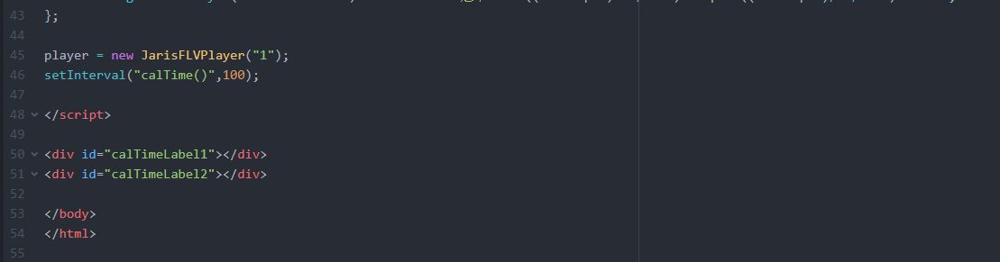 43 };
44
45 player = new JarisFLVPlayer("1");
46 setInterval("calTime()",100);
47
48 </script>
49
50 <div id="calTimeLabel1"></div>
51 <div id="calTimeLabel2"></div>
52
53 </body>
54 </html>
55